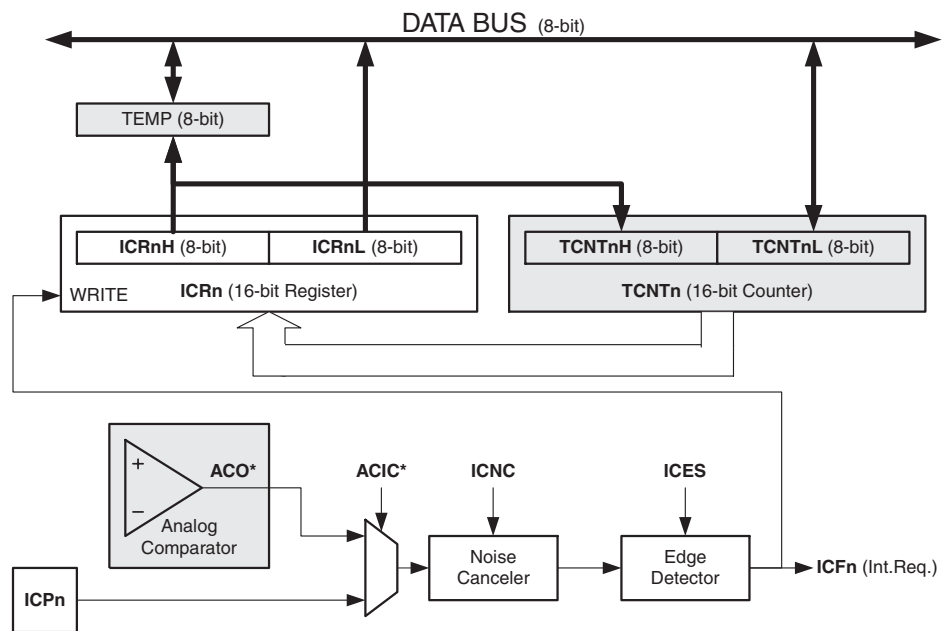 DATA BUS (8-bit)
TEMP (8-bit)
ICRnH (8-bit) ICRnL (8-bit)
TCNTnH (8-bit) TCNTnL (8-bit)
WRITE
ICRn (16-bit Register)
TCNTn (16-bit Counter)
+
−
ACO*
Analog
Comparator
ACIC*
ICNC
ICES
Noise
Canceler
Edge
Detector
ICFn (Int.Req.)
ICPn